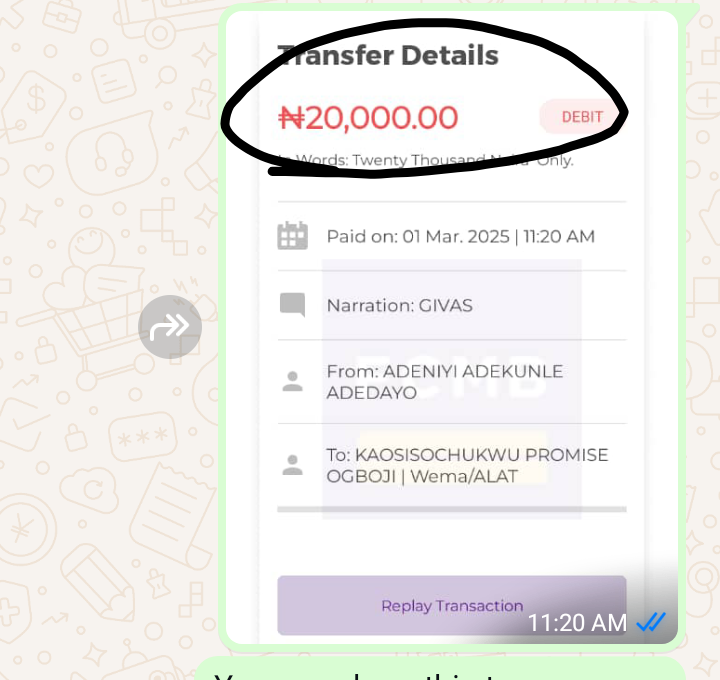 Transfer Details
₦20,000.00
DEBIT
In Words: Twenty Thousand Naira Only.
Paid on: 01 Mar. 2025 | 11:20 AM
Narration: GIVAS
FCMB
From: ADENIYI ADEKUNLE
ADEDAYO
To: KAOSISOCHUKWU PROMISE
OGBOJI | Wema/ALAT
Replay Transaction
11:20 AM